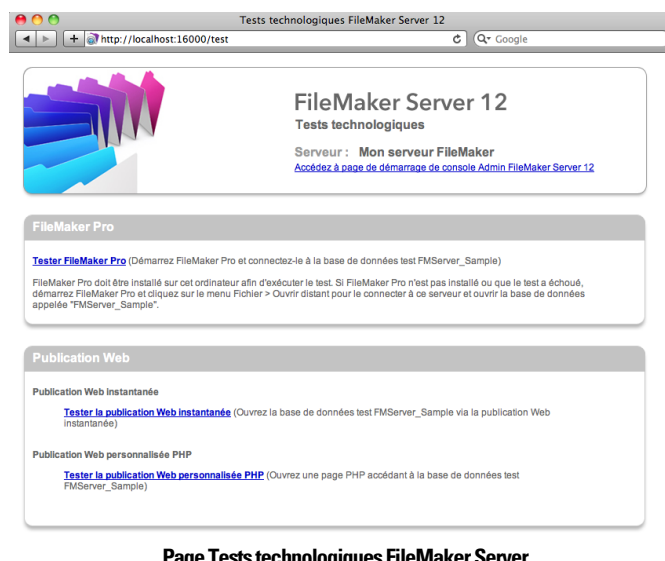 Tests technologiques FileMaker Server 12
http://localhost:16000/test
Google
FileMaker Server 12
Tests technologiques
Serveur : Mon serveur FileMaker
Accédez à page de démarrage de console Admin FileMaker Server 12
FileMaker Pro
Tester FileMaker Pro (Démarrez FileMaker Pro et connectez-le à la base de données test FMServer_Sample)
FileMaker Pro doit être installé sur cet ordinateur afin d'exécuter le test. Si FileMaker Pro n'est pas installé ou que le test a échoué,
démarrez FileMaker Pro et cliquez sur le menu Fichier > Ouvrir distant pour le connecter à ce serveur et ouvrir la base de données
appelée "FMServer_Sample".
Publication Web
Publication Web instantanée
Tester la publication Web instantanée (Ouvrez la base de données test FMServer_Sample via la publication Web
instantanée)
Publication Web personnalisée PHP
Tester la publication Web personnalisée PHP (Ouvrez une page PHP accédant à la base de données test
FMServer_Sample)
Page Tests technologiques FileMaker Server